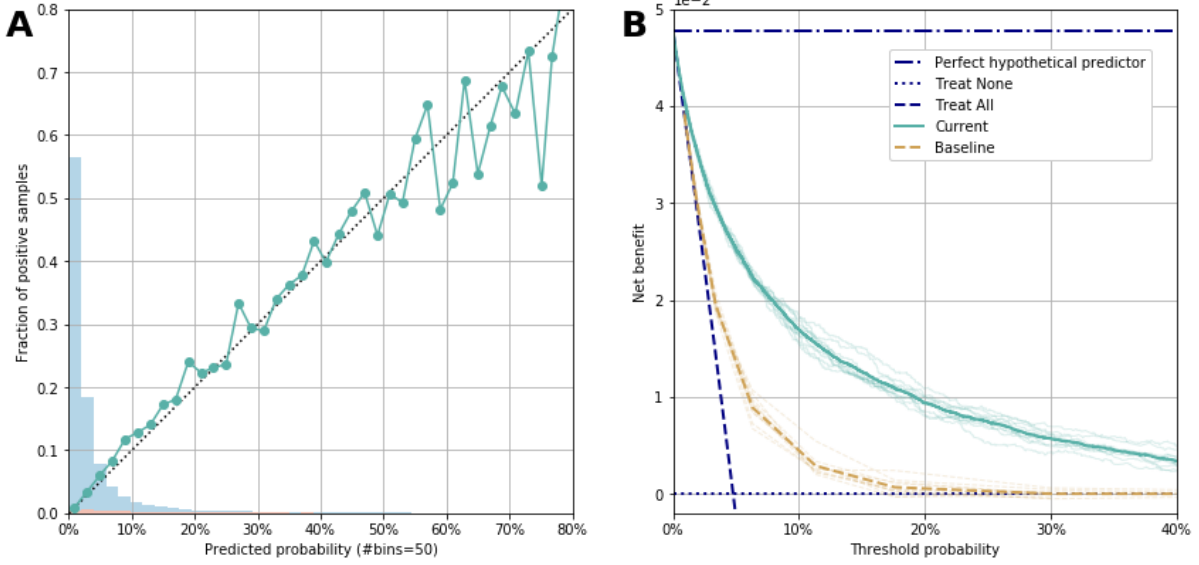 A
0.8
0.7
0.6
0.5
0.4
0.3
0.2
0.1
0.0
Fraction of positive samples
0% 10% 20% 30% 40% 50% 60% 70% 80%
Predicted probability (#bins=50)
B
1e−2
5
4
3
2
1
0
Net benefit
Perfect hypothetical predictor
Treat None
Treat All
Current
Baseline
0% 10% 20% 30% 40%
Threshold probability